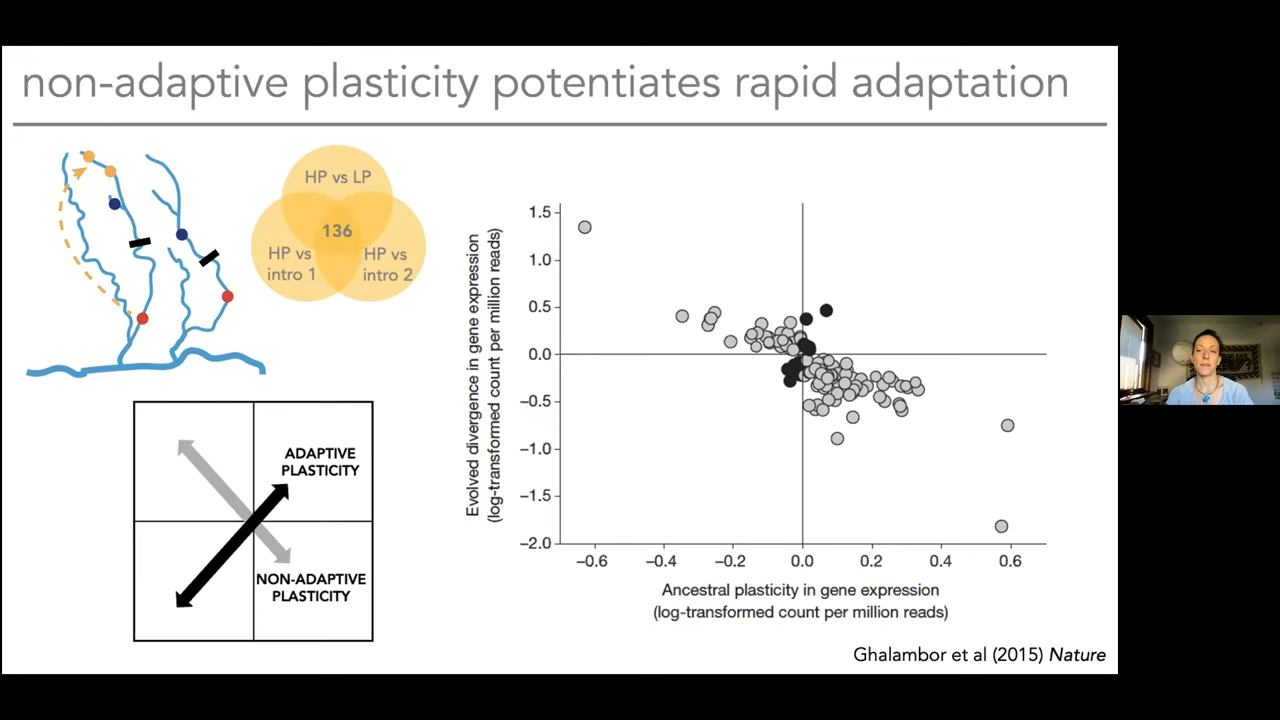 non-adaptive plasticity potentiates rapid adaptation
HP vs LP
136
HP vs
intro 1
HP vs
intro 2
ADAPTIVE
PLASTICITY
NON-ADAPTIVE
PLASTICITY
Evolved divergence in gene expression
(log-transformed count per million reads)
1.5
1.0
0.5
0.0
−0.5
−1.0
−1.5
−2.0
−0.6 −0.4 −0.2 0.0 0.2 0.4 0.6
Ancestral plasticity in gene expression
(log-transformed count per million reads)
Ghalambor et al (2015) Nature